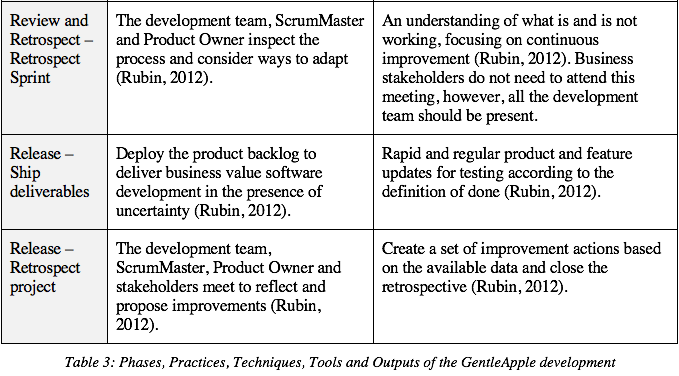 Review and
Retrospect –
Retrospect
Sprint
The development team, ScrumMaster
and Product Owner inspect the
process and consider ways to adapt
(Rubin, 2012).
An understanding of what is and is not
working, focusing on continuous
improvement (Rubin, 2012). Business
stakeholders do not need to attend this
meeting, however, all the development
team should be present.
Release –
Ship
deliverables
Deploy the product backlog to
deliver business value software
development in the presence of
uncertainty (Rubin, 2012).
Rapid and regular product and feature
updates for testing according to the
definition of done (Rubin, 2012).
Release –
Retrospect
project
The development team,
ScrumMaster, Product Owner and
stakeholders meet to reflect and
propose improvements (Rubin,
2012).
Create a set of improvement actions based
on the available data and close the
retrospective (Rubin, 2012).
Table 3: Phases, Practices, Techniques, Tools and Outputs of the GentleApple development